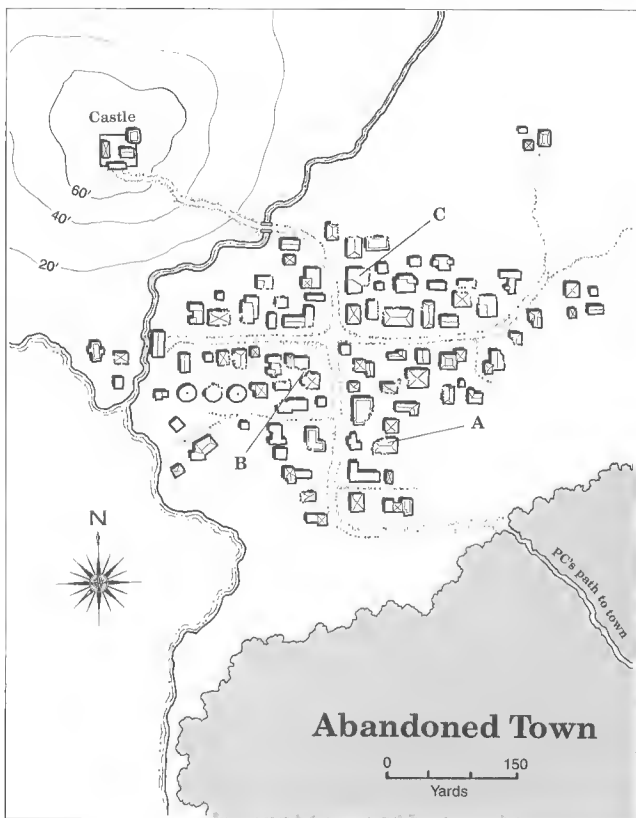 Castle
60'
40'
20'
C
A
B
N
PC's path to town
Abandoned Town
0 150
Yards